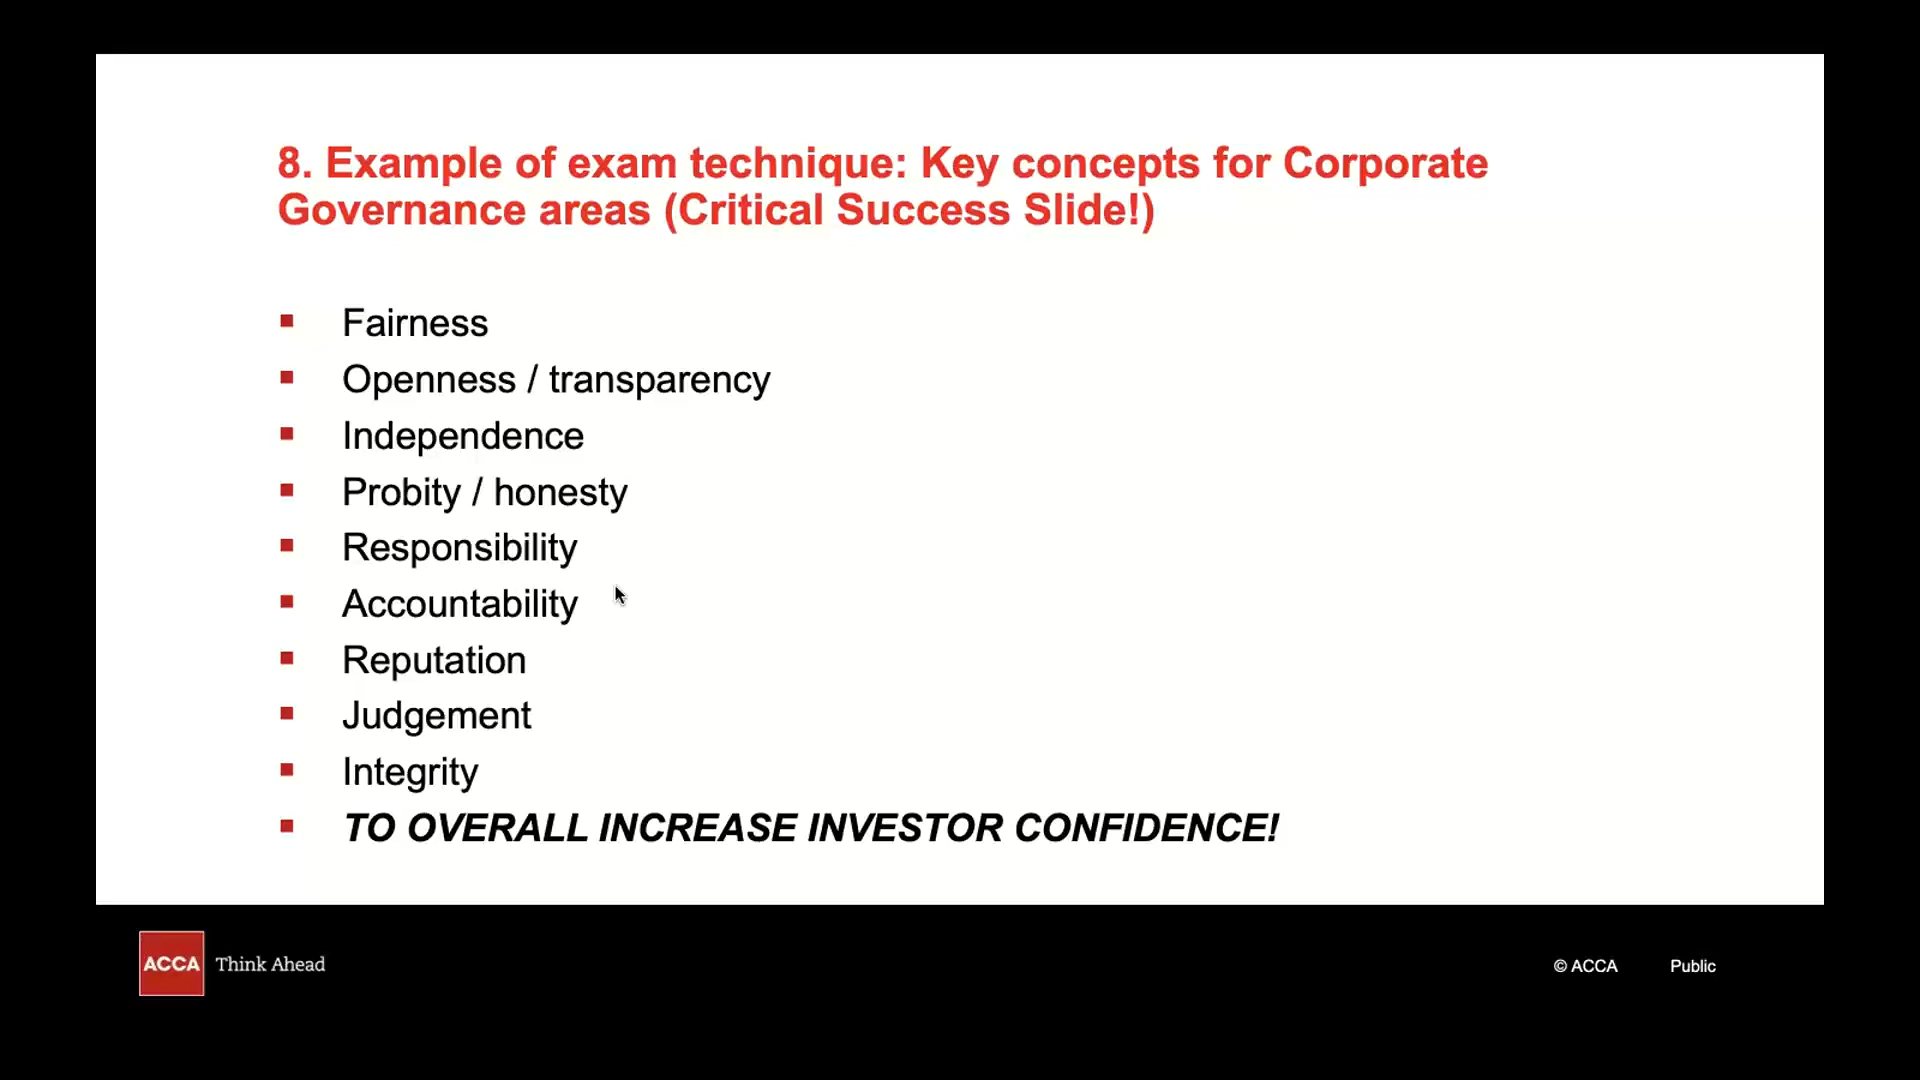 8. Example of exam technique: Key concepts for Corporate
Governance areas (Critical Success Slide!)
Fairness
Openness / transparency
Independence
Probity / honesty
Responsibility
Accountability
Reputation
Judgement
Integrity
TO OVERALL INCREASE INVESTOR CONFIDENCE!
ACCA Think Ahead
© ACCA Public